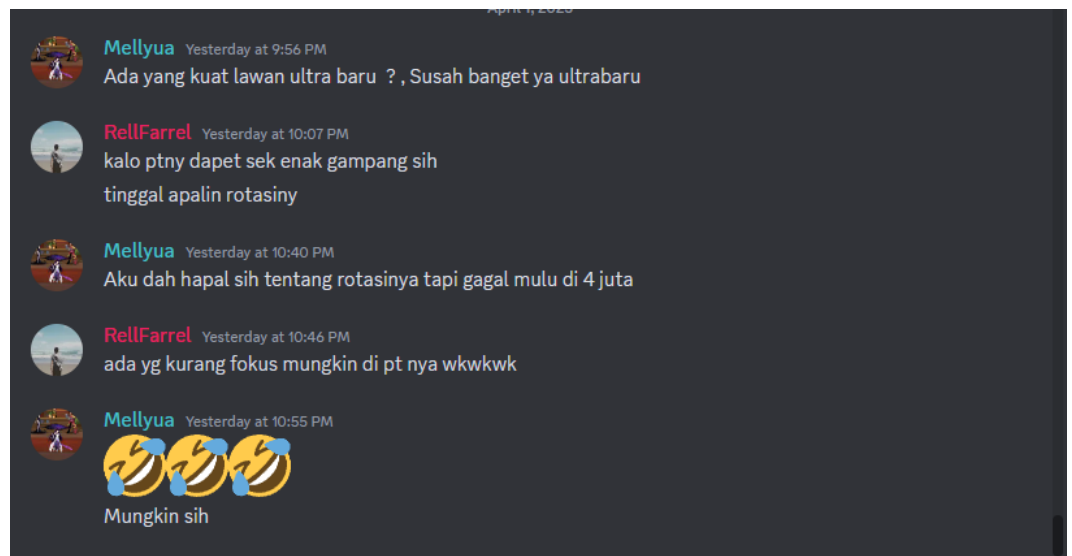 Mellyua Yesterday at 9:56 PM
Ada yang kuat lawan ultra baru ? , Susah banget ya ultrabaru
RellFarrel Yesterday at 10:07 PM
kalo ptny dapet sek enak gampang sih
tinggal apalin rotasiny
Mellyua Yesterday at 10:40 PM
Aku dah hapal sih tentang rotasinya tapi gagal mulu di 4 juta
RellFarrel Yesterday at 10:46 PM
ada yg kurang fokus mungkin di pt nya wkwkwk
Mellyua Yesterday at 10:55 PM
🤣🤣🤣
Mungkin sih